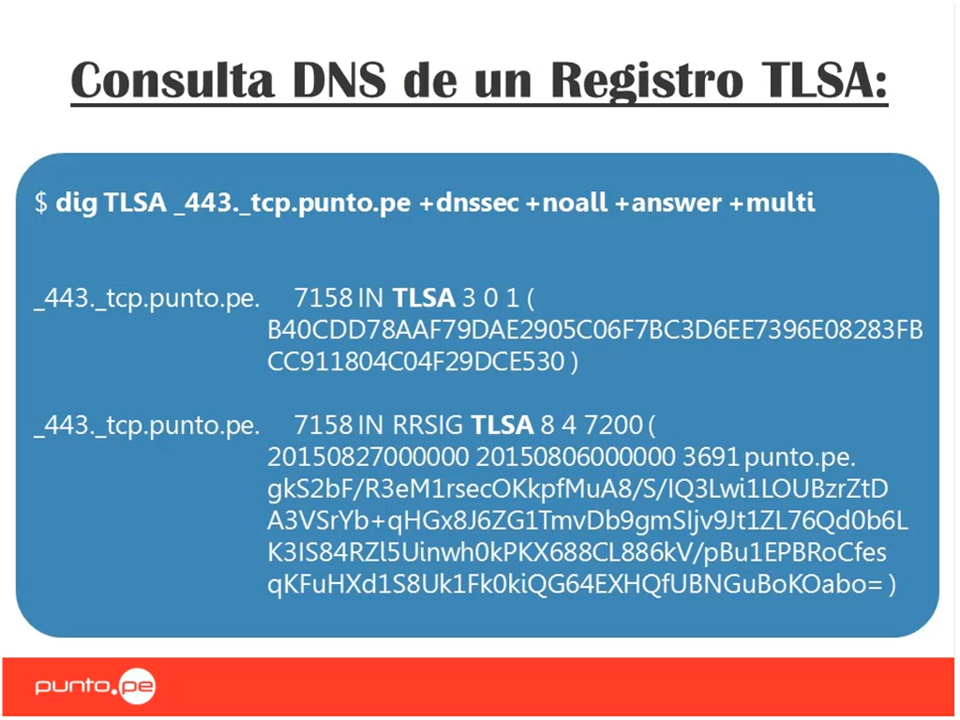 Consulta DNS de un Registro TLSA:
$ dig TLSA _443._tcp.punto.pe +dnssec +noall +answer +multi
_443._tcp.punto.pe. 7158 IN TLSA 3 0 1 (
B40CDD78AAF79DAE2905C06F7BC3D6EE7396E08283FB
CC911804C04F29DCE530 )
_443._tcp.punto.pe. 7158 IN RRSIG TLSA 8 4 7200 (
20150827000000 20150806000000 3691 punto.pe.
gkS2bF/R3eM1rsecOKkpfMuA8/S/IQ3Lwi1LOUBzrZtD
A3VSrYb+qHGx8J6ZG1TmvDb9gmSIjv9Jt1ZL76Qd0b6L
K3IS84RZl5Uinwh0kPKX688CL886kV/pBu1EPBRoCfes
qKFuHXd1S8Uk1Fk0kiQG64EXHQfUBNGuBoKOabo= )
punto.pe